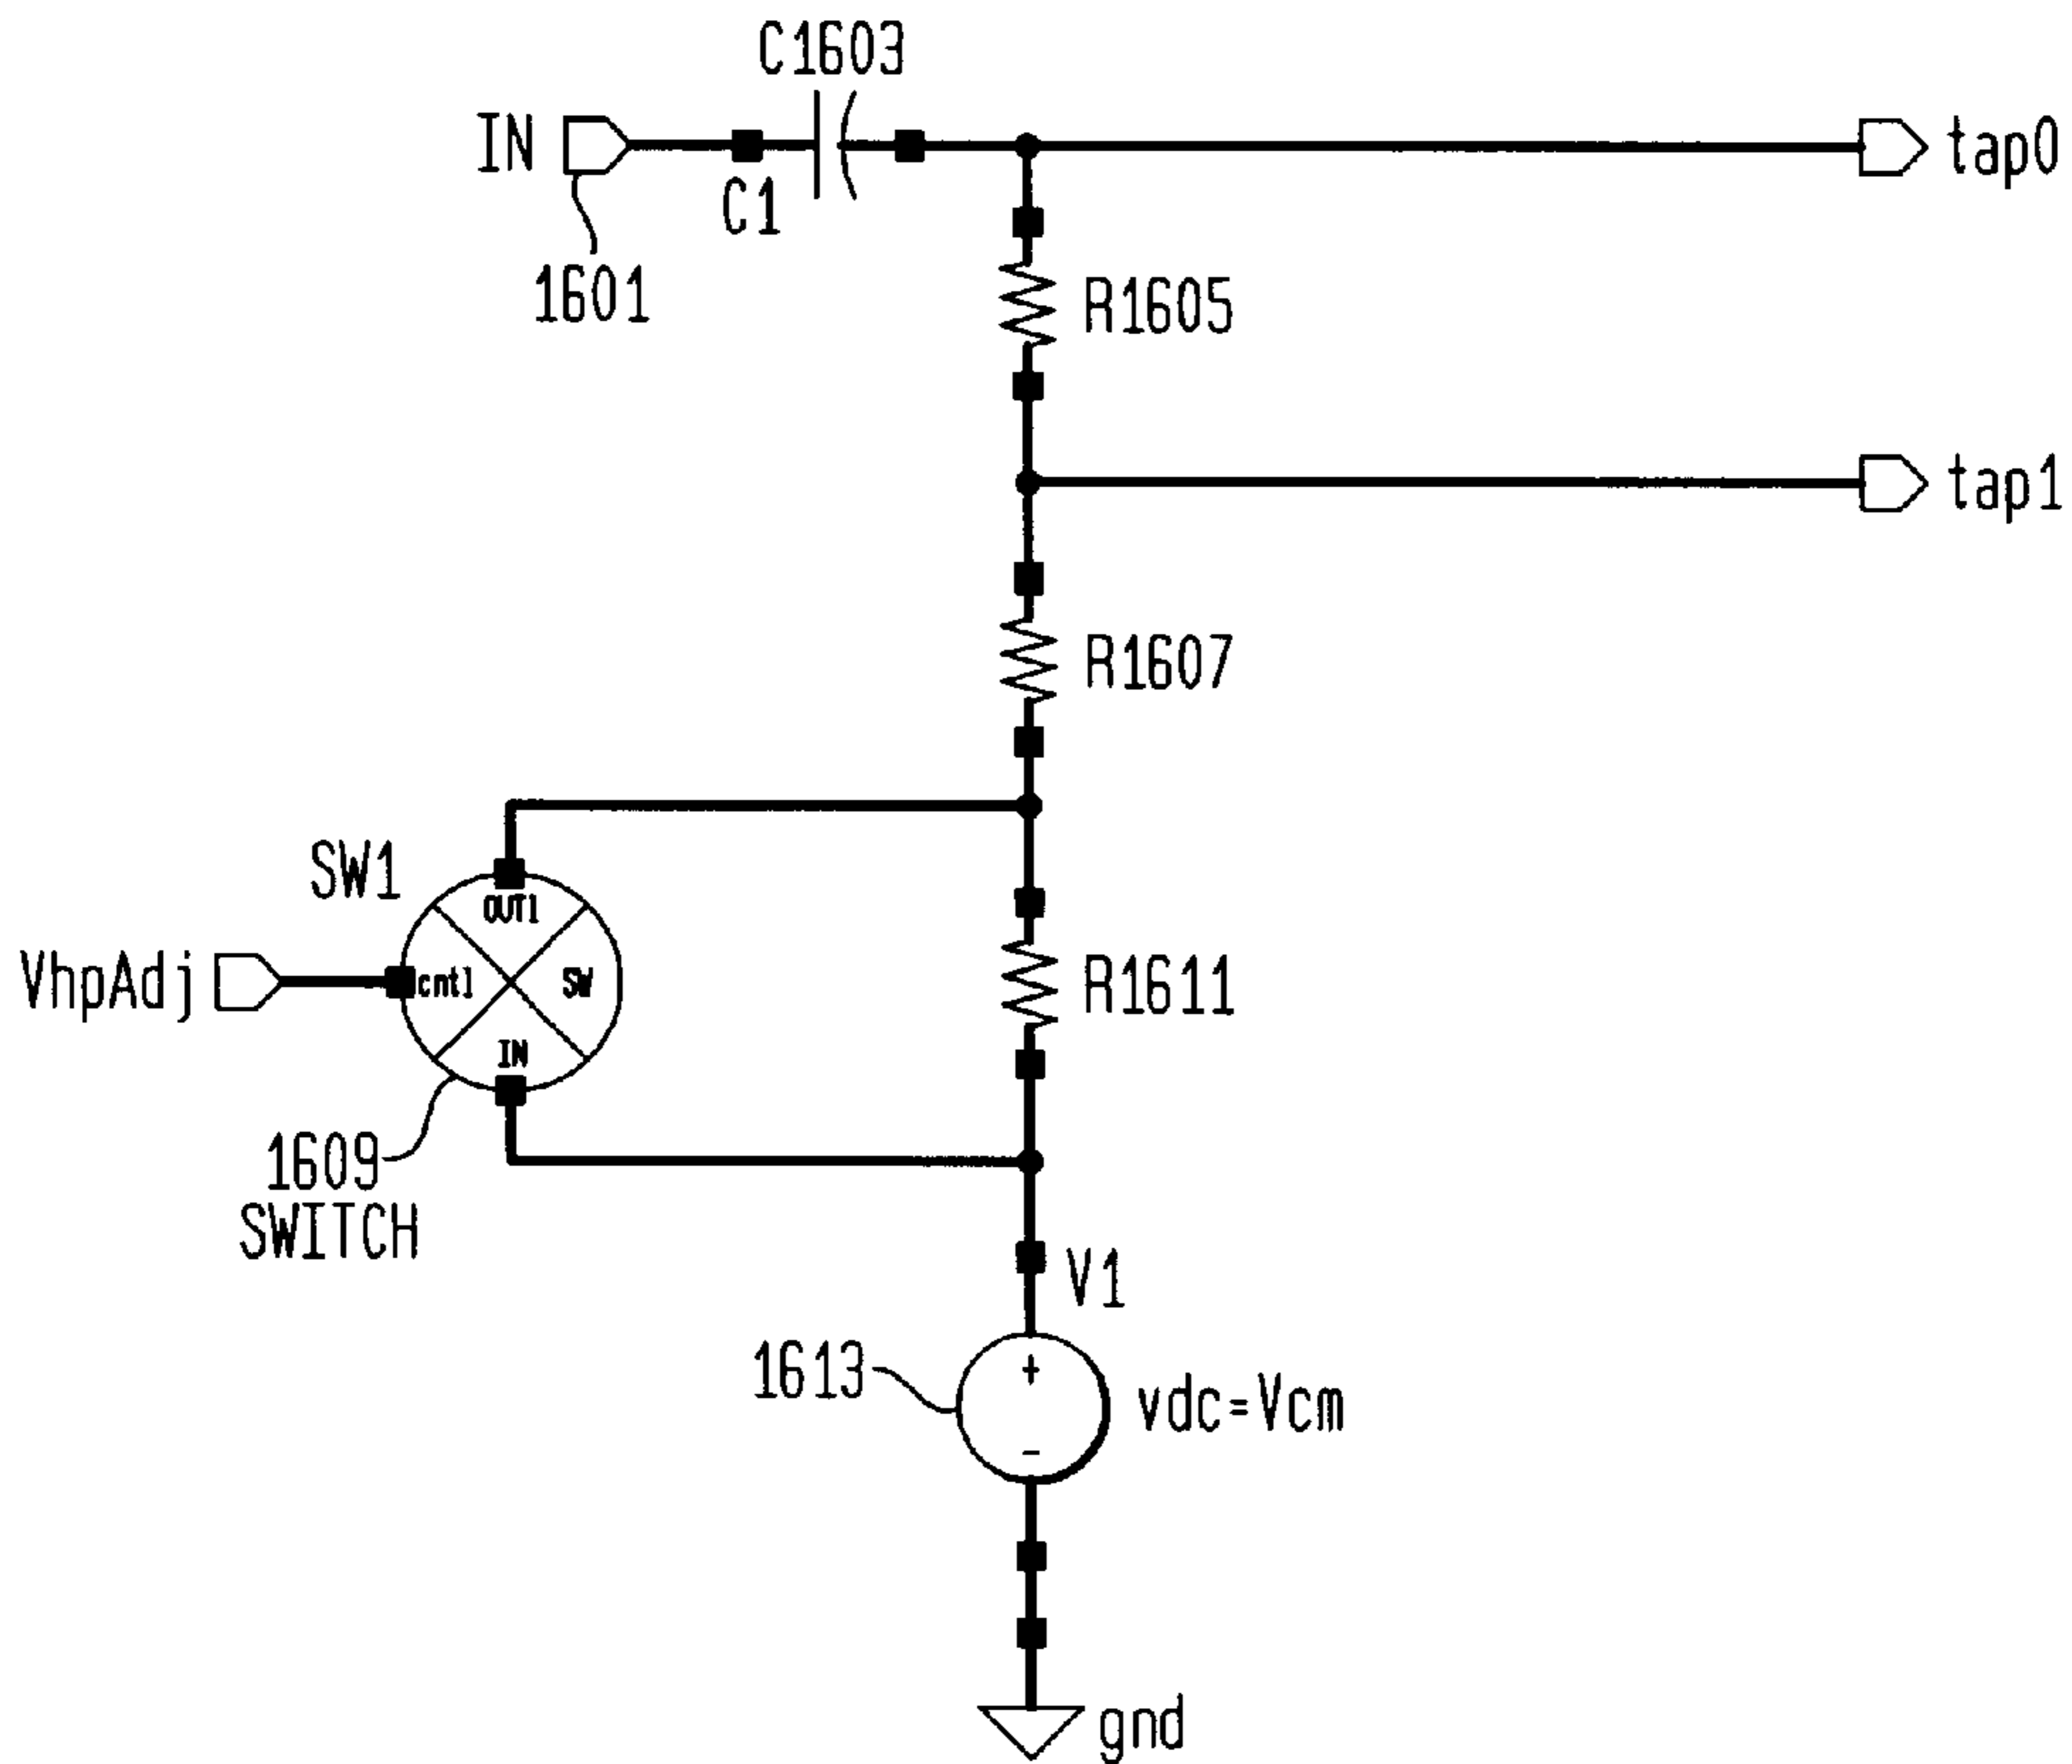 C1603
IN
tap0
C1
1601
R1605
tap1
R1607
SW1
OUT1
VhpAdj
cntl
SW
R1611
IN
1609
SWITCH
V1
1613
+
vdc=Vcm
-
gnd